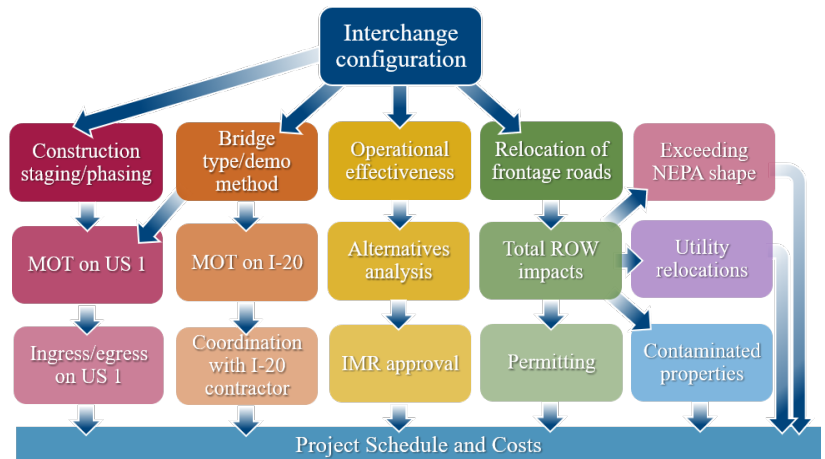 Interchange
configuration
Construction
staging/phasing
Bridge
type/demo
method
Operational
effectiveness
Relocation of
frontage roads
Exceeding
NEPA shape
MOT on US 1
MOT on I-20
Alternatives
analysis
Total ROW
impacts
Utility
relocations
Ingress/egress
on US 1
Coordination
with I-20
contractor
IMR approval
Permitting
Contaminated
properties
Project Schedule and Costs